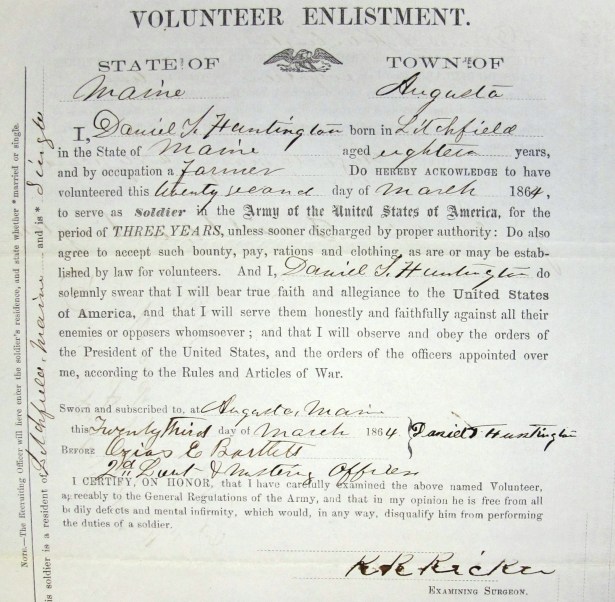 VOLUNTEER ENLISTMENT.
STATE OF TOWN OF
Maine Augusta
I, Daniel T. Huntington born in Litchfield
in the State of Maine aged eighteen years,
and by occupation a Farmer Do HEREBY ACKOWLEDGE to have
volunteered this twenty second day of March 1864,
to serve as Soldier in the Army of the United States of America, for the
period of THREE YEARS, unless sooner discharged by proper authority: Do also
agree to accept such bounty, pay, rations and clothing, as are or may be estab-
lished by law for volunteers. And I, Daniel T. Huntington do
solemnly swear that I will bear true faith and allegiance to the United States
of America, and that I will serve them honestly and faithfully against all their
enemies or opposers whomsoever; and that I will observe and obey the orders of
the President of the United States, and the orders of the officers appointed over
me, according to the Rules and Articles of War.
Sworn and subscribed to, at Augusta, Maine
this Twenty Third day of March 1864 Daniel T Huntington
BEFORE Ozias E Bartlett
2d Lieut & Mustering Officer
I CERTIFY, ON HONOR, that I have carefully examined the above named Volunteer,
agreeably to the General Regulations of the Army, and that in my opinion he is free from all
bodily defects and mental infirmity, which would, in any way, disqualify him from performing
the duties of a soldier.
Ricker
EXAMINING SURGEON.
NOTE.—The Recruiting Officer will here enter the soldier's residence, and state whether * married or single.
is soldier is a resident of Litchfield, Maine and is * Single